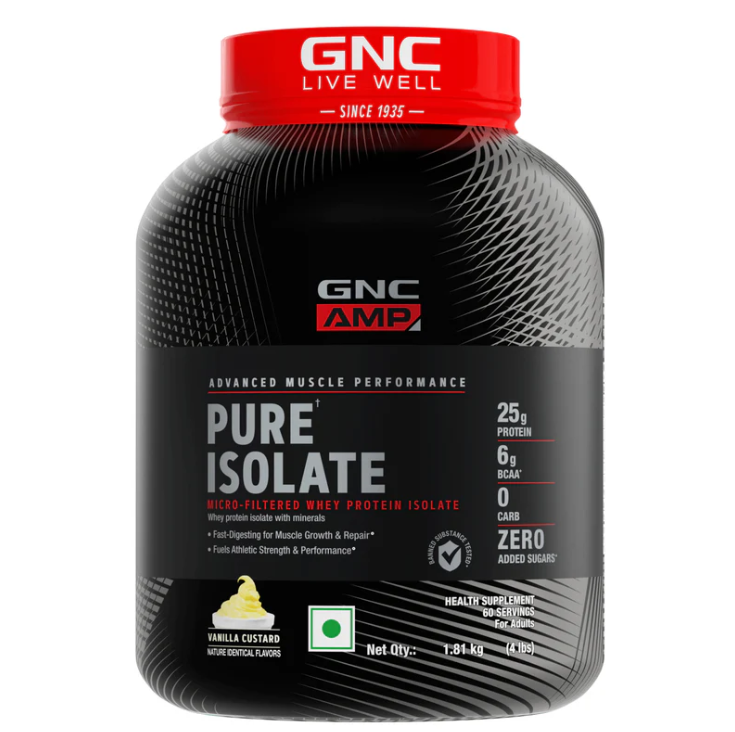 GNC
LIVE WELL
— SINCE 1935 —
GNC
AMP
ADVANCED MUSCLE PERFORMANCE
PURE†
ISOLATE
MICRO-FILTERED WHEY PROTEIN ISOLATE
Whey protein isolate with minerals
• Fast-Digesting for Muscle Growth & Repair*
• Fuels Athletic Strength & Performance*
25g
PROTEIN
6g
BCAA*
0
CARB
ZERO
ADDED SUGARS*
BANNED SUBSTANCE TESTED*
HEALTH SUPPLEMENT
60 SERVINGS
For Adults
VANILLA CUSTARD
NATURE IDENTICAL FLAVORS
Net Qty.: 1.81 kg (4 lbs)